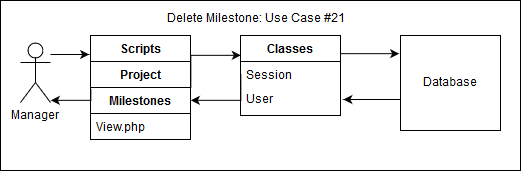 Delete Milestone: Use Case #21
Manager
Scripts
Project
Milestones
View.php
Classes
Session
User
Database